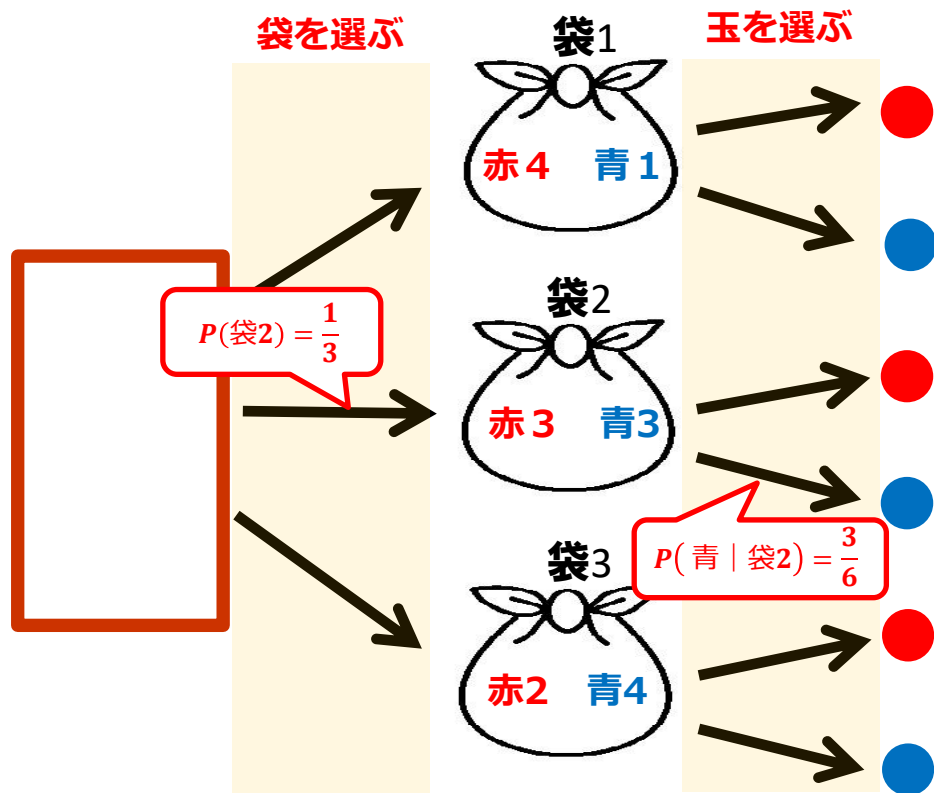 袋を選ぶ
袋1
玉を選ぶ
赤４ 青１
袋2
P(袋2) = 1/3
赤３ 青3
袋3
P( 青 | 袋2) = 3/6
赤2 青4